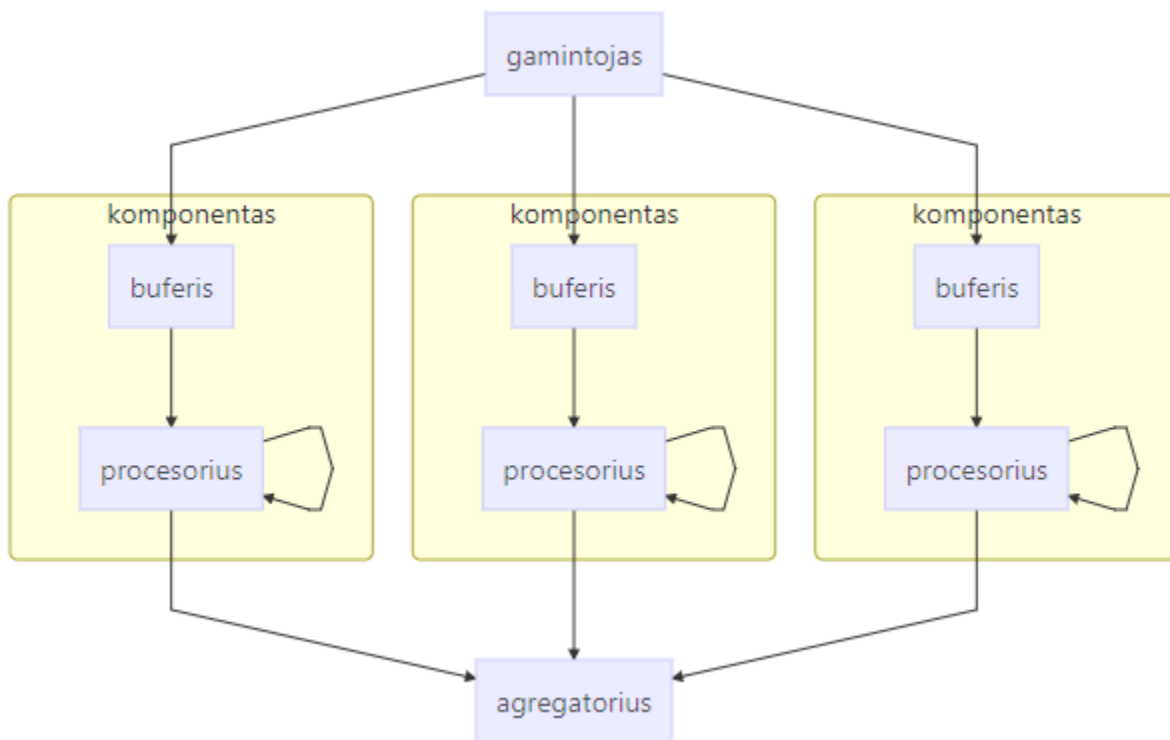 gamintojas
komponentas
komponentas
komponentas
buferis
buferis
buferis
procesorius
procesorius
procesorius
agregatorius